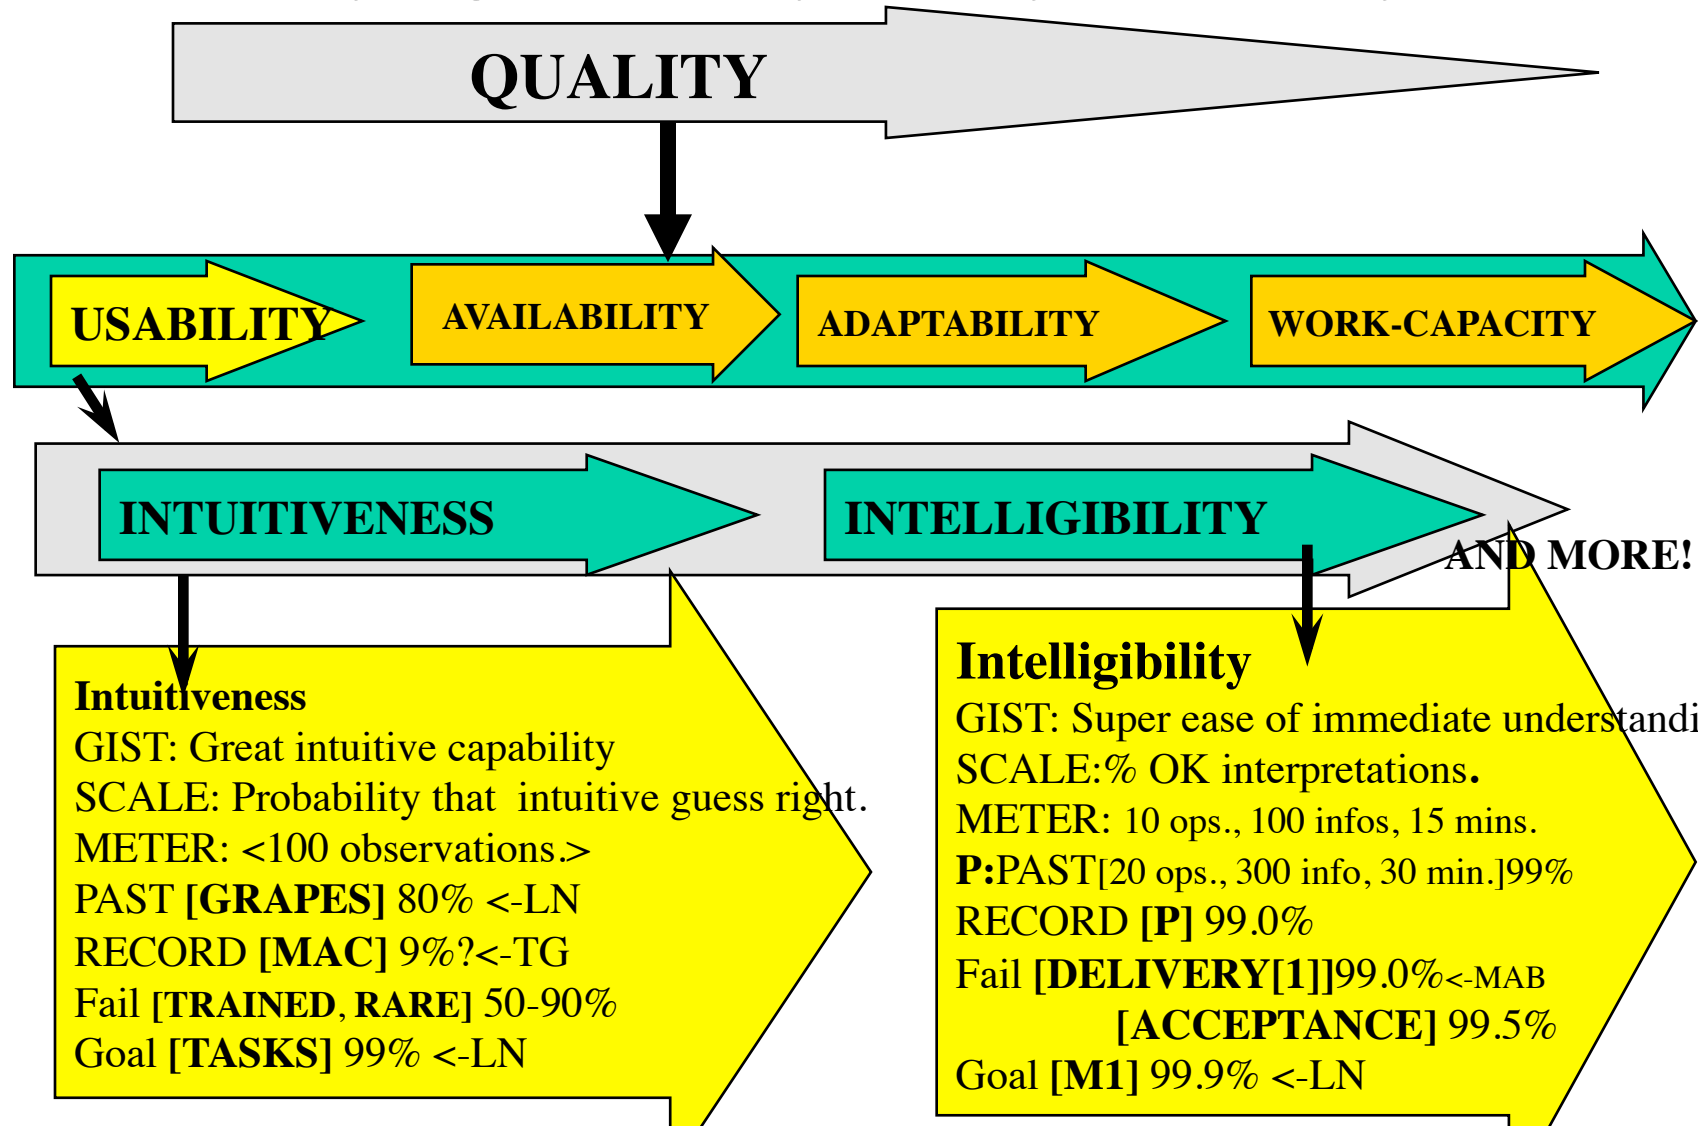 QUALITY
USABILITY
AVAILABILITY
ADAPTABILITY
WORK-CAPACITY
INTUITIVENESS
INTELLIGIBILITY
AND MORE!
Intuitiveness
GIST: Great intuitive capability
SCALE: Probability that  intuitive guess right.
METER: <100 observations.>
PAST [GRAPES] 80% <-LN
RECORD [MAC] 9%?<-TG
Fail [TRAINED, RARE] 50-90%
Goal [TASKS] 99% <-LN
Intelligibility
GIST: Super ease of immediate understandi
SCALE:% OK interpretations.
METER: 10 ops., 100 infos, 15 mins.
P:PAST[20 ops., 300 info, 30 min.]99%
RECORD [P] 99.0%
Fail [DELIVERY[1]]99.0%<-MAB
[ACCEPTANCE] 99.5%
Goal [M1] 99.9% <-LN